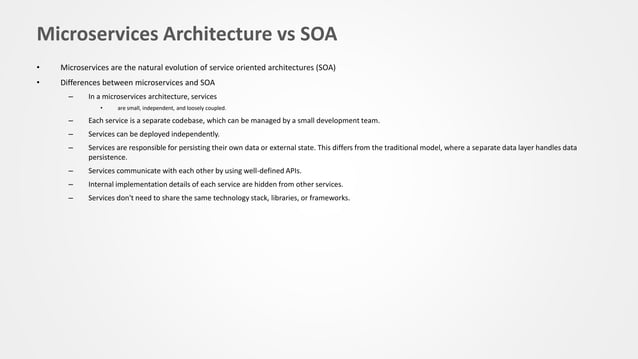 Microservices Architecture vs SOA
• Microservices are the natural evolution of service oriented architectures (SOA)
• Differences between microservices and SOA
– In a microservices architecture, services
• are small, independent, and loosely coupled.
– Each service is a separate codebase, which can be managed by a small development team.
– Services can be deployed independently.
– Services are responsible for persisting their own data or external state. This differs from the traditional model, where a separate data layer handles data
persistence.
– Services communicate with each other by using well-defined APIs.
– Internal implementation details of each service are hidden from other services.
– Services don't need to share the same technology stack, libraries, or frameworks.